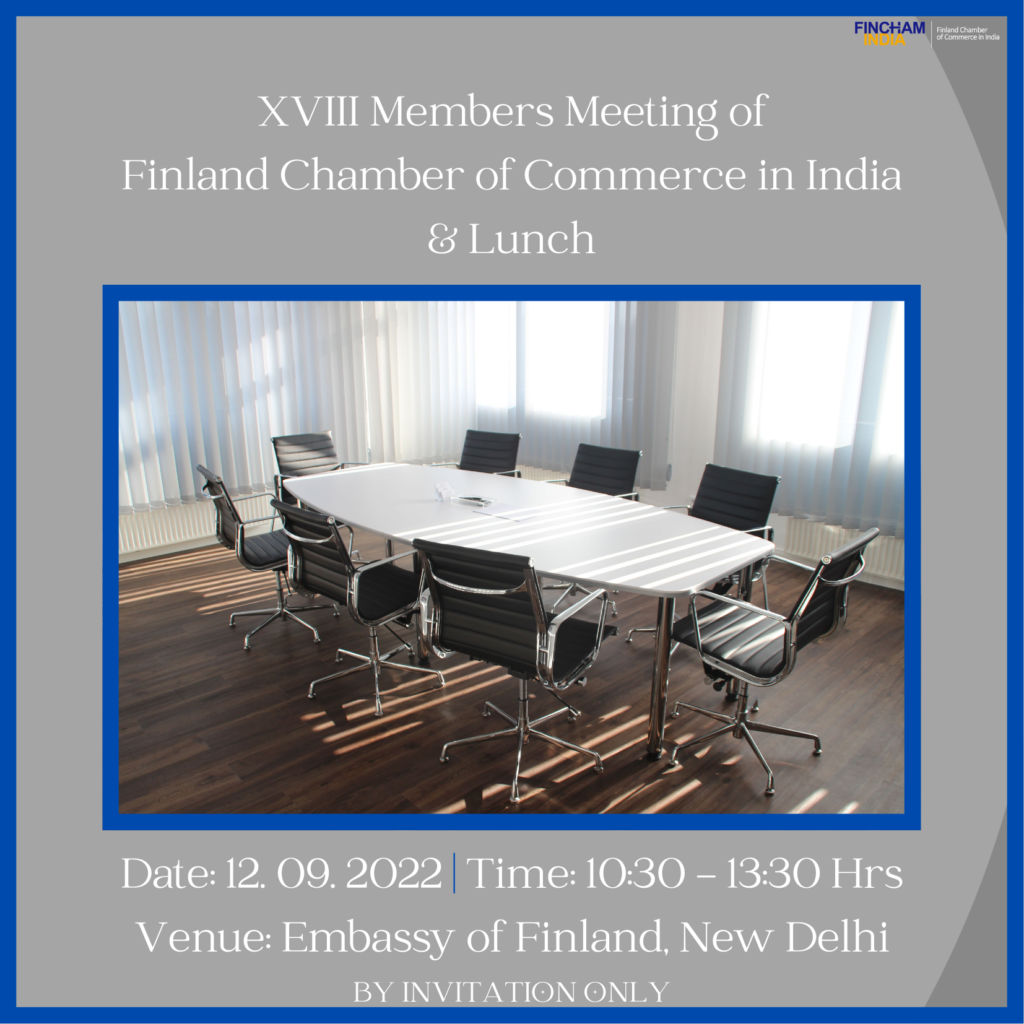 FINCHAM
INDIA
Finland Chamber
of Commerce in India
XVIII Members Meeting of
Finland Chamber of Commerce in India
& Lunch
Date: 12. 09. 2022 | Time: 10:30 – 13:30 Hrs
Venue: Embassy of Finland, New Delhi
BY INVITATION ONLY